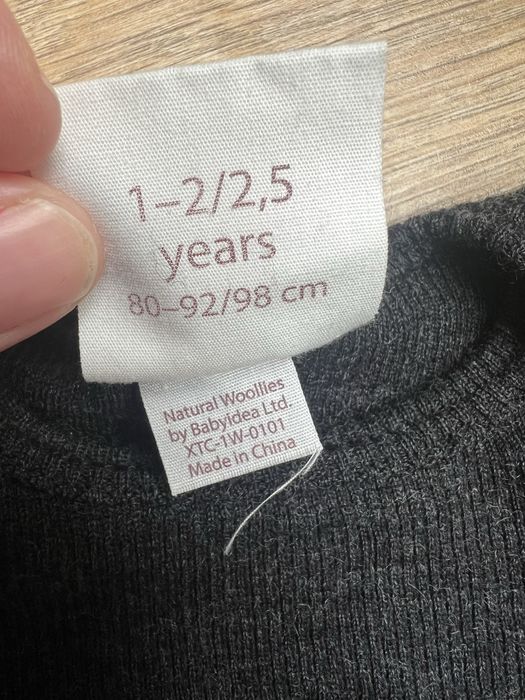 1–2/2,5
years
80–92/98 cm
Natural Woollies
by Babyidea Ltd.
XTC-1W-0101
Made in China